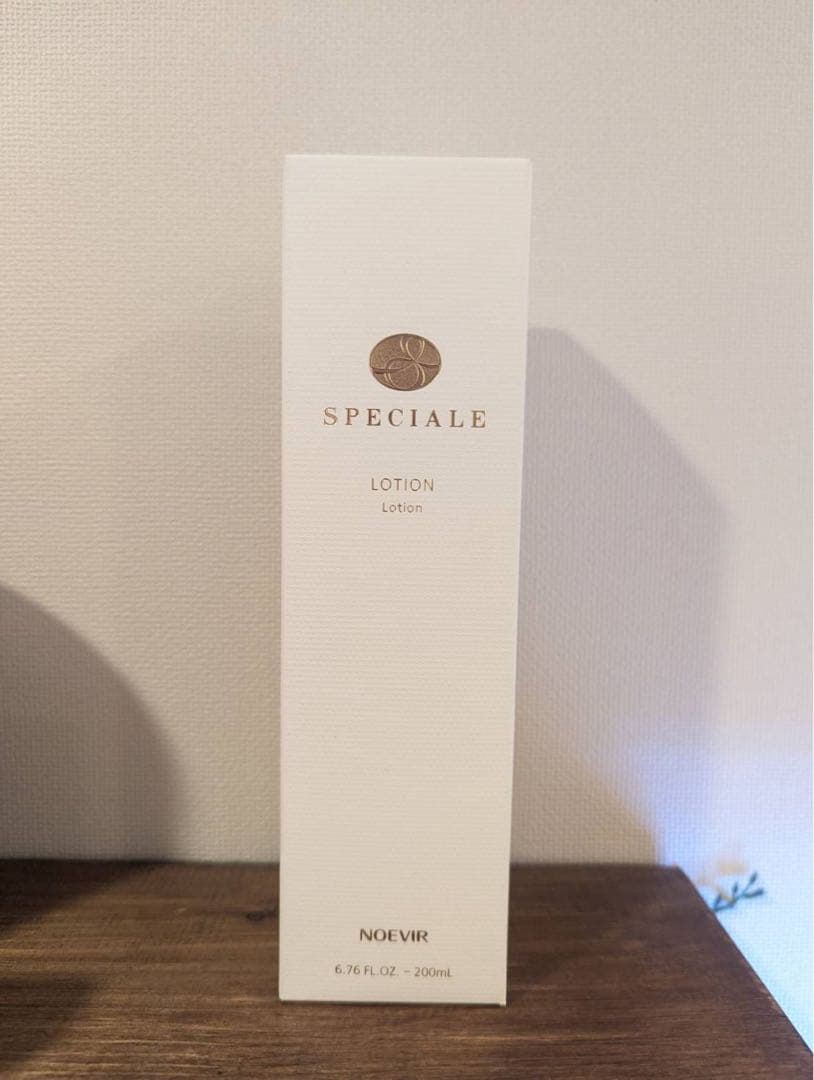 SPECIALE
LOTION
Lotion
NOEVIR
6.76 FL.OZ. - 200mL